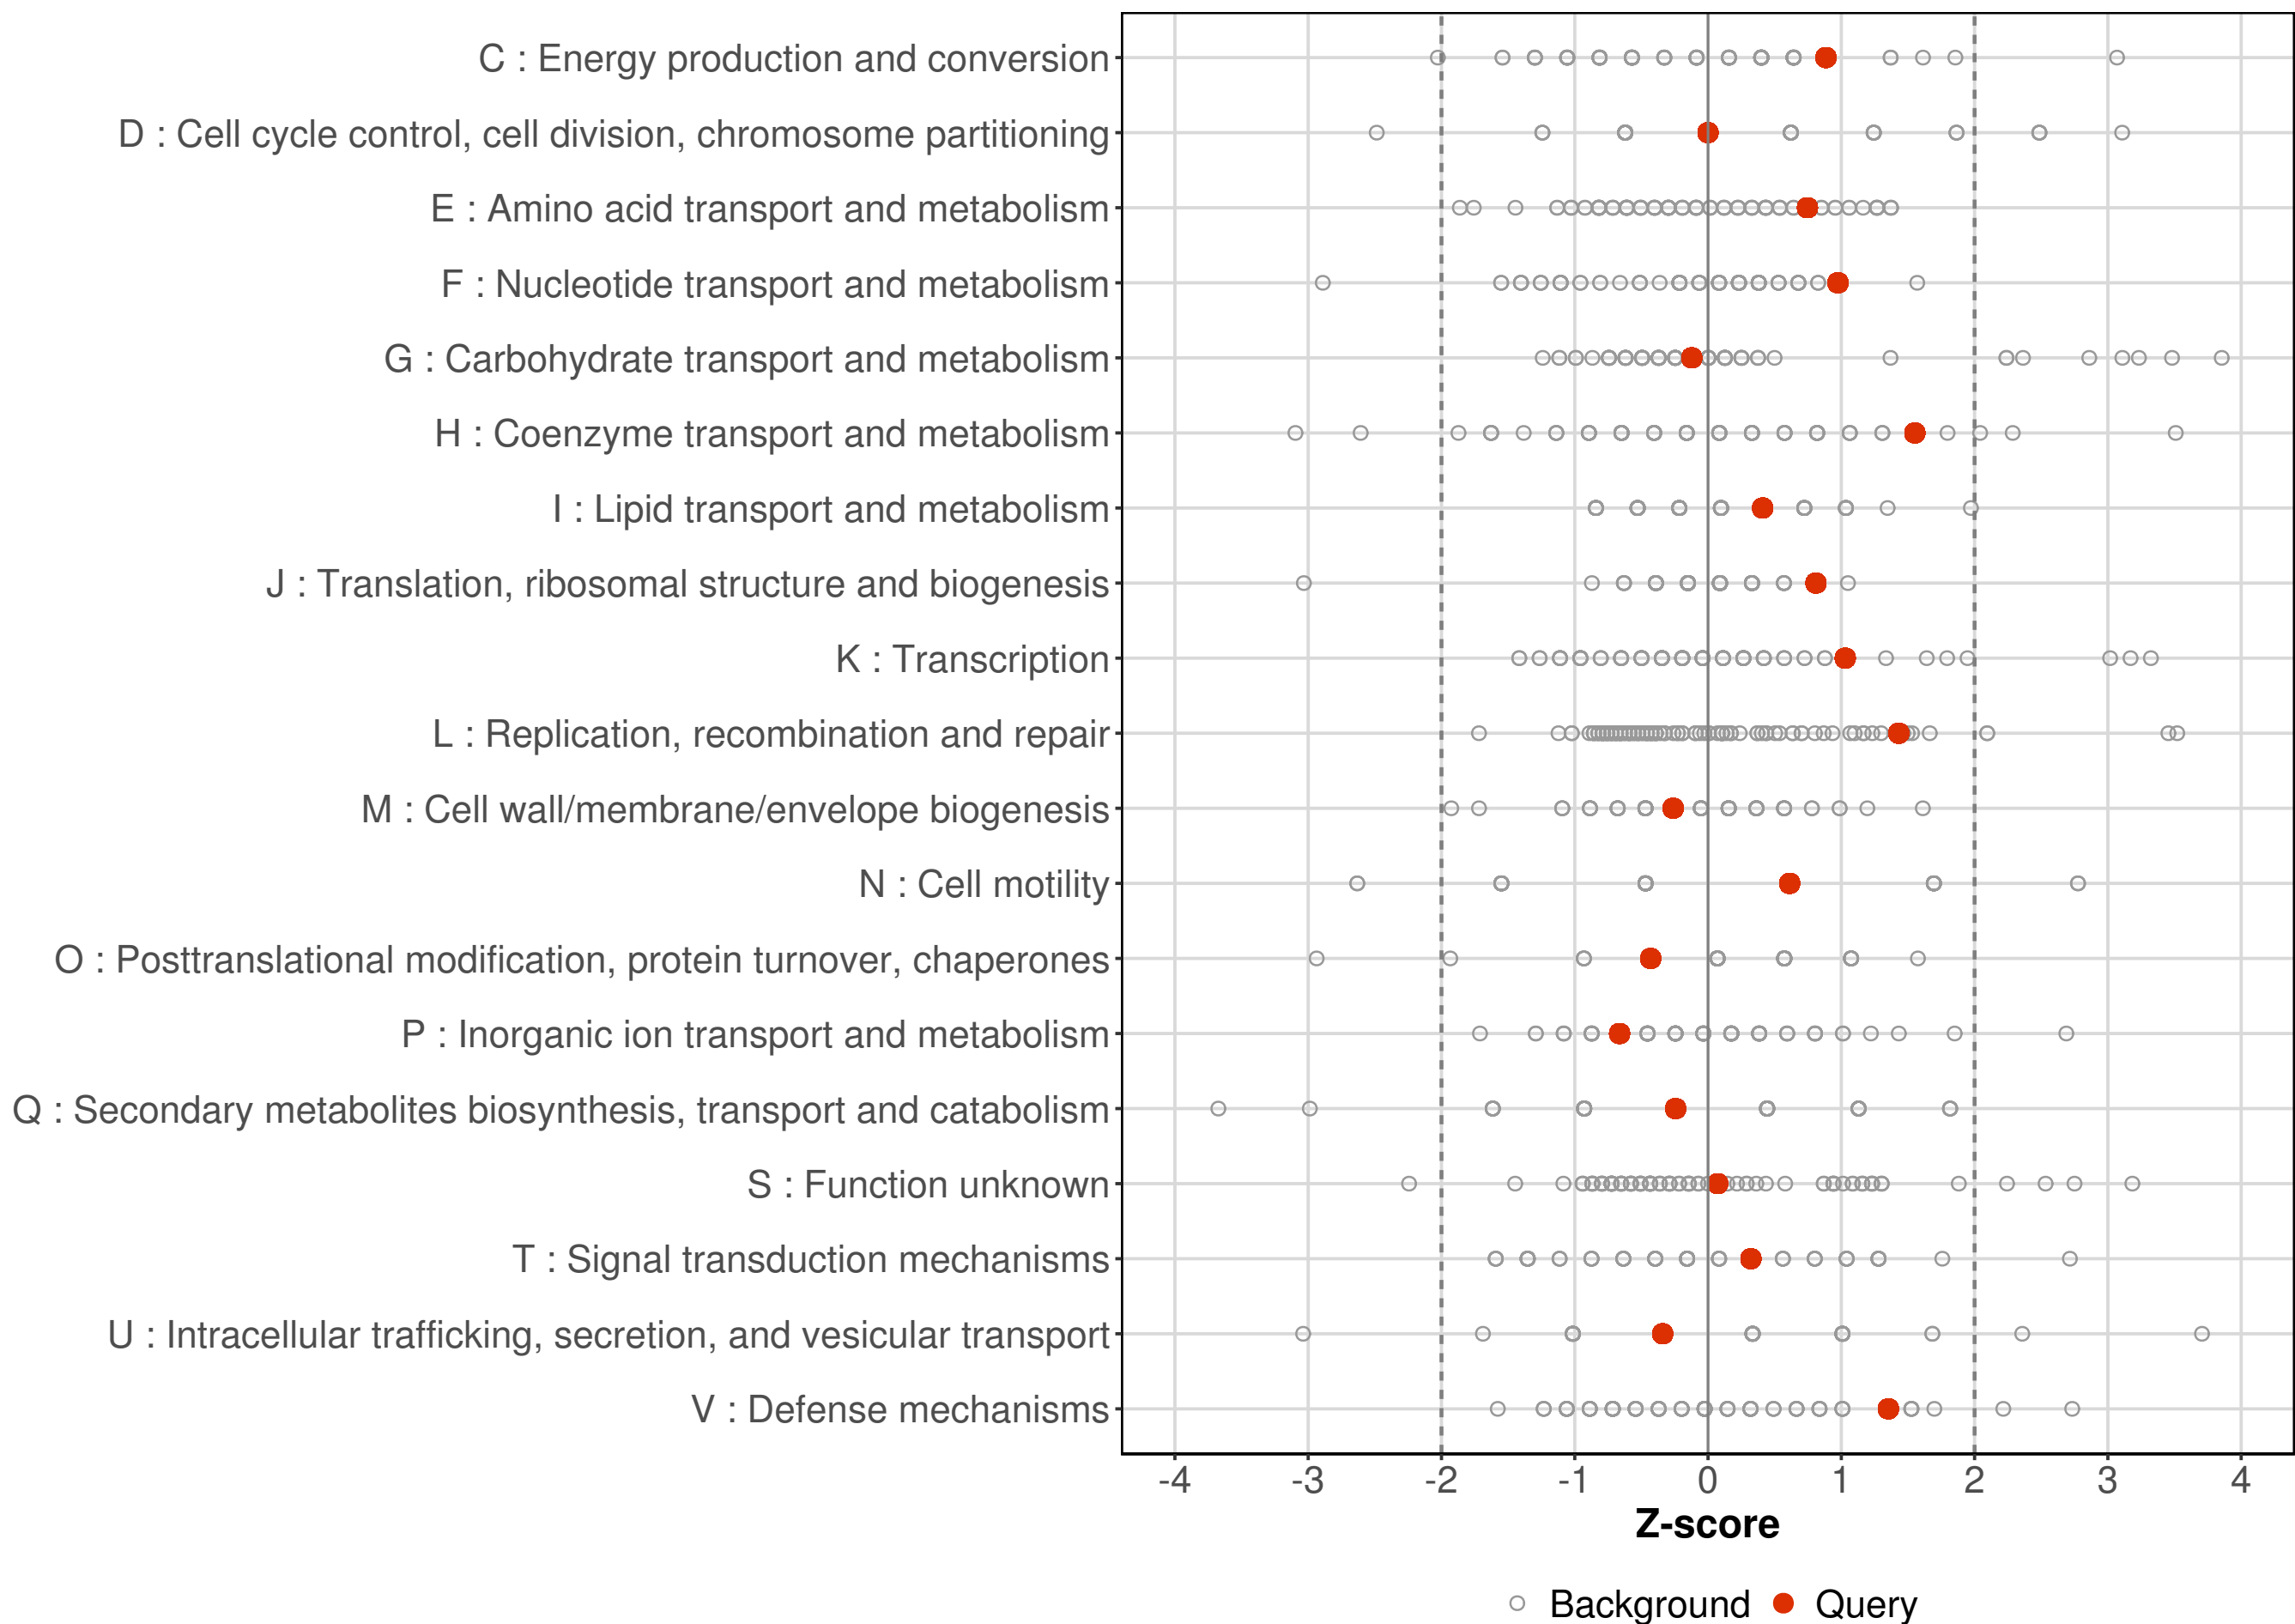 C : Energy production and conversion
D : Cell cycle control, cell division, chromosome partitioning
E : Amino acid transport and metabolism
F : Nucleotide transport and metabolism
G : Carbohydrate transport and metabolism
H : Coenzyme transport and metabolism
I : Lipid transport and metabolism
J : Translation, ribosomal structure and biogenesis
K : Transcription
L : Replication, recombination and repair
M : Cell wall/membrane/envelope biogenesis
N : Cell motility
O : Posttranslational modification, protein turnover, chaperones
P : Inorganic ion transport and metabolism
Q : Secondary metabolites biosynthesis, transport and catabolism
S : Function unknown
T : Signal transduction mechanisms
U : Intracellular trafficking, secretion, and vesicular transport
V : Defense mechanisms
-4 -3 -2 -1 0 1 2 3 4
Z-score
Background Query